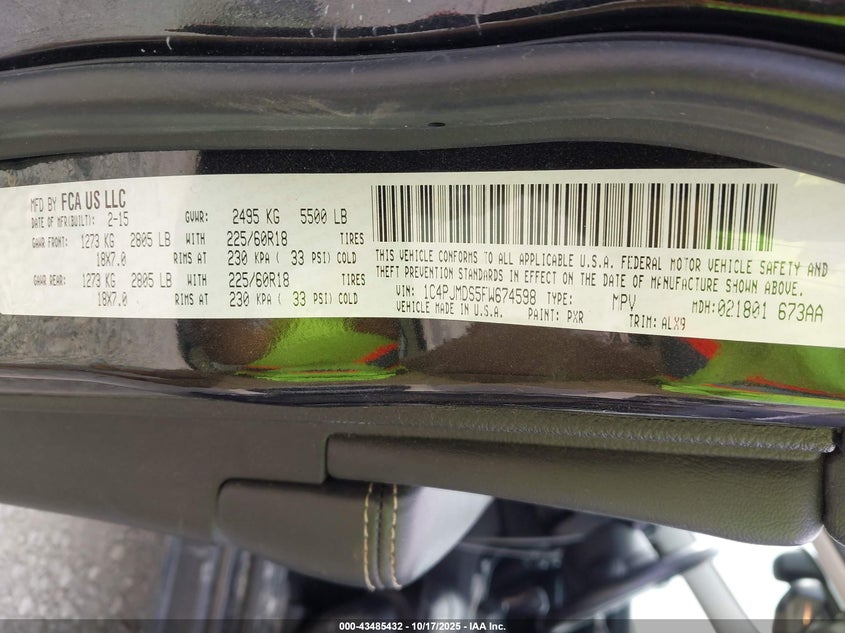 MFD BY FCA US LLC
DATE OF MFR(BUILT): 2-15 GVWR: 2495 KG 5500 LB
GAWR FRONT: 1273 KG 2805 LB WITH 225/60R18 TIRES
18X7.0 RIMS AT 230 KPA ( 33 PSI) COLD
GAWR REAR: 1273 KG 2805 LB WITH 225/60R18 TIRES
18X7.0 RIMS AT 230 KPA ( 33 PSI) COLD
THIS VEHICLE CONFORMS TO ALL APPLICABLE U.S.A. FEDERAL MOTOR VEHICLE SAFETY AND
THEFT PREVENTION STANDARDS IN EFFECT ON THE DATE OF MANUFACTURE SHOWN ABOVE.
VIN: 1C4PJMDS5FW674598 TYPE: MPV MDH:021801 673AA
VEHICLE MADE IN U.S.A. PAINT: PXR TRIM: ALX9
000-43485432 - 10/17/2025 - IAA Inc.